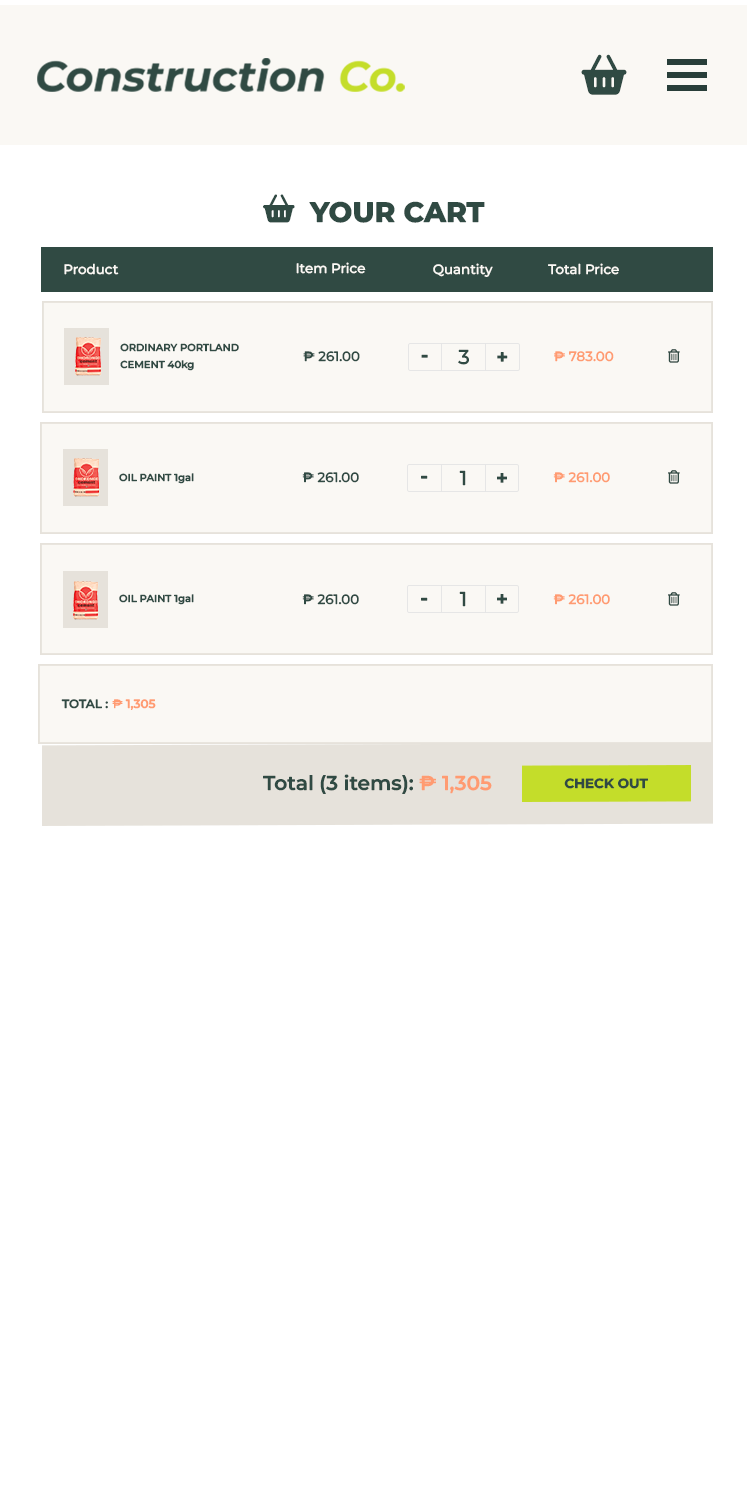 Construction Co.
YOUR CART
Product Item Price Quantity Total Price
ORDINARY PORTLAND
CEMENT 40kg
₱ 261.00 - 3 + ₱ 783.00
OIL PAINT 1gal ₱ 261.00 - 1 + ₱ 261.00
OIL PAINT 1gal ₱ 261.00 - 1 + ₱ 261.00
TOTAL : ₱ 1,305
Total (3 items): ₱ 1,305 CHECK OUT